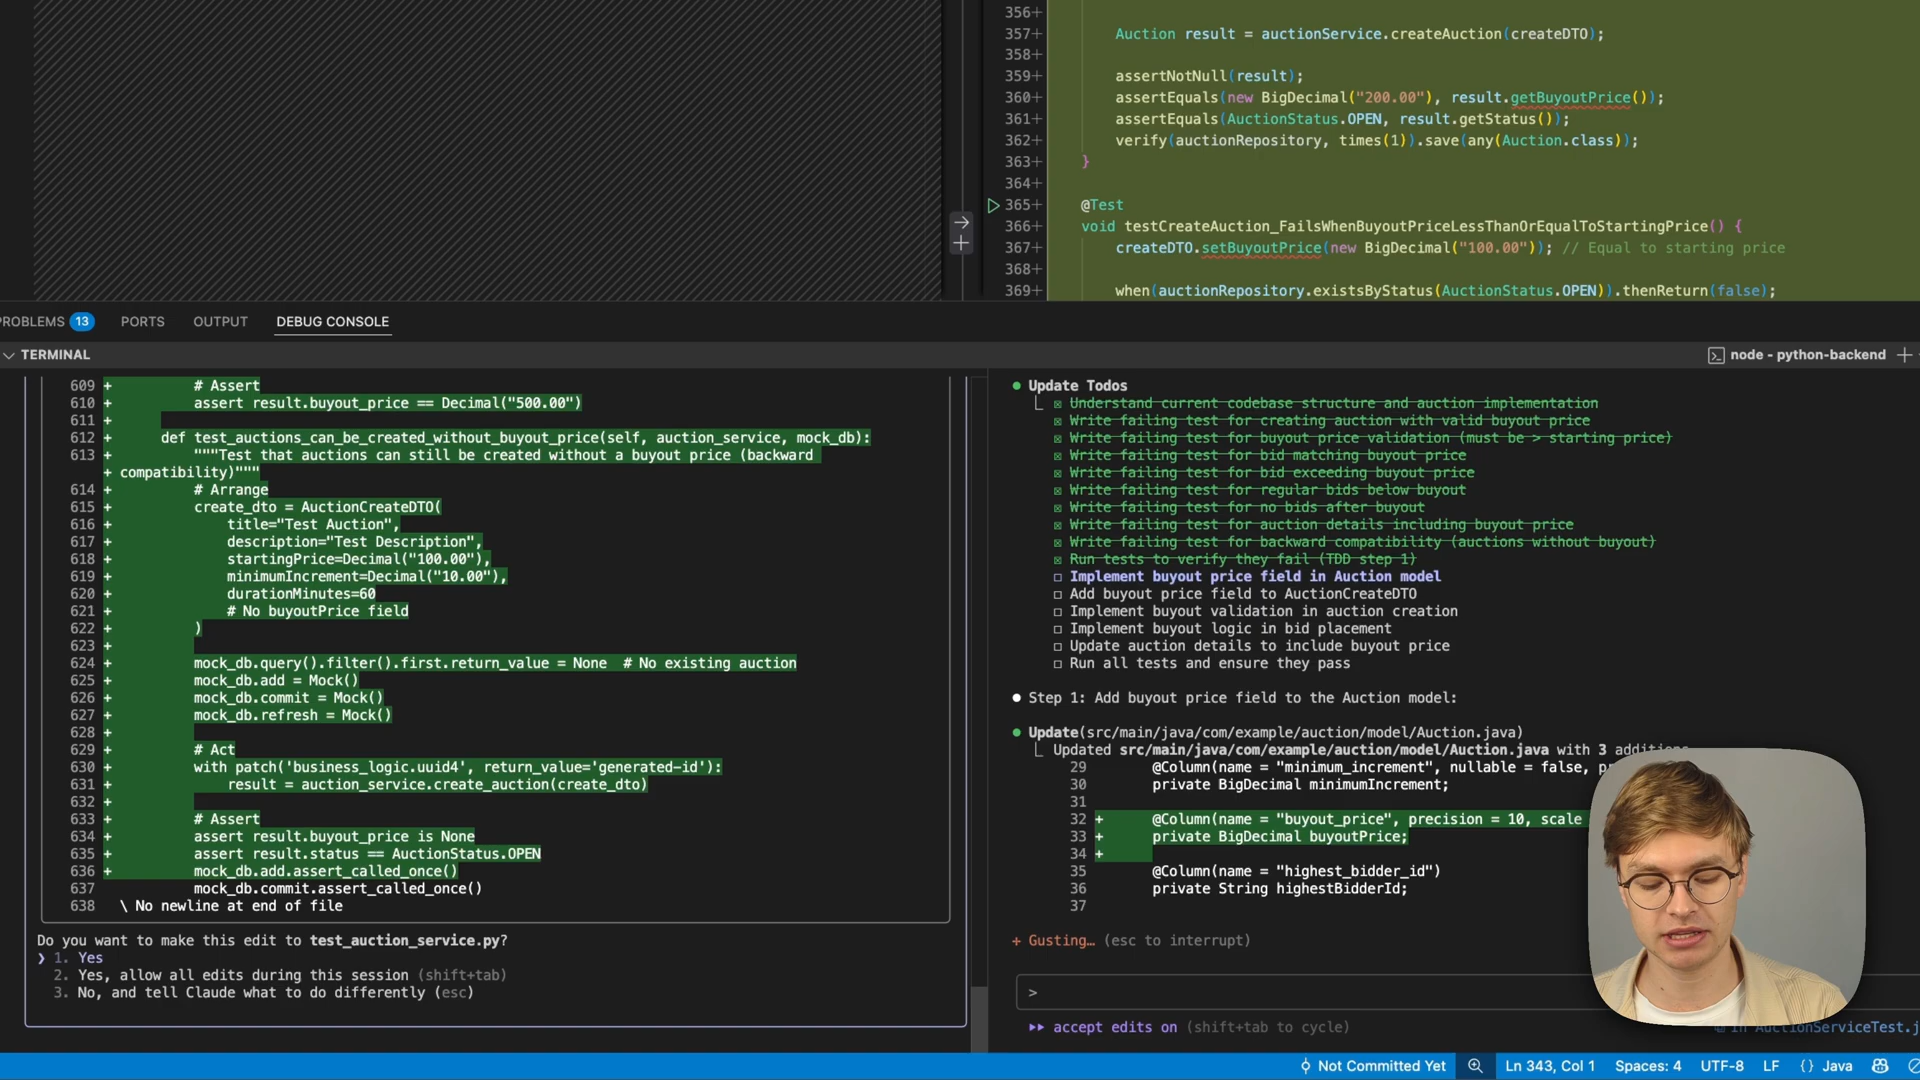 356+
357+ Auction result = auctionService.createAuction(createDTO);
358+
359+ assertNotNull(result);
360+ assertEquals(new BigDecimal("200.00"), result.getBuyoutPrice());
361+ assertEquals(AuctionStatus.OPEN, result.getStatus());
362+ verify(auctionRepository, times(1)).save(any(Auction.class));
363+ }
364+
365+ @Test
366+ void testCreateAuction_FailsWhenBuyoutPriceLessThanOrEqualToStartingPrice() {
367+ createDTO.setBuyoutPrice(new BigDecimal("100.00")); // Equal to starting price
368+
369+ when(auctionRepository.existsByStatus(AuctionStatus.OPEN)).thenReturn(false);
PROBLEMS 13 PORTS OUTPUT DEBUG CONSOLE
TERMINAL
node - python-backend
609 + # Assert
610 + assert result.buyout_price == Decimal("500.00")
611 +
612 + def test_auctions_can_be_created_without_buyout_price(self, auction_service, mock_db):
613 + """Test that auctions can still be created without a buyout price (backward
+ compatibility)"""
614 + # Arrange
615 + create_dto = AuctionCreateDTO(
616 + title="Test Auction",
617 + description="Test Description",
618 + startingPrice=Decimal("100.00"),
619 + minimumIncrement=Decimal("10.00"),
620 + durationMinutes=60
621 + # No buyoutPrice field
622 + )
623 +
624 + mock_db.query().filter().first.return_value = None # No existing auction
625 + mock_db.add = Mock()
626 + mock_db.commit = Mock()
627 + mock_db.refresh = Mock()
628 +
629 + # Act
630 + with patch('business_logic.uuid4', return_value='generated-id'):
631 + result = auction_service.create_auction(create_dto)
632 +
633 + # Assert
634 + assert result.buyout_price is None
635 + assert result.status == AuctionStatus.OPEN
636 + mock_db.add.assert_called_once()
637 mock_db.commit.assert_called_once()
638 \ No newline at end of file
Do you want to make this edit to test_auction_service.py?
❯ 1. Yes
2. Yes, allow all edits during this session (shift+tab)
3. No, and tell Claude what to do differently (esc)
Update Todos
Understand current codebase structure and auction implementation
Write failing test for creating auction with valid buyout price
Write failing test for buyout price validation (must be > starting price)
Write failing test for bid matching buyout price
Write failing test for bid exceeding buyout price
Write failing test for regular bids below buyout
Write failing test for no bids after buyout
Write failing test for auction details including buyout price
Write failing test for backward compatibility (auctions without buyout)
Run tests to verify they fail (TDD step 1)
Implement buyout price field in Auction model
Add buyout price field to AuctionCreateDTO
Implement buyout validation in auction creation
Implement buyout logic in bid placement
Update auction details to include buyout price
Run all tests and ensure they pass
Step 1: Add buyout price field to the Auction model:
Update(src/main/java/com/example/auction/model/Auction.java)
Updated src/main/java/com/example/auction/model/Auction.java with 3 additions
29 @Column(name = "minimum_increment", nullable = false,
30 private BigDecimal minimumIncrement;
31
32 + @Column(name = "buyout_price", precision = 10, scale
33 + private BigDecimal buyoutPrice;
34 +
35 @Column(name = "highest_bidder_id")
36 private String highestBidderId;
37
+ Gusting… (esc to interrupt)
>
▸▸ accept edits on (shift+tab to cycle)
In AuctionServiceTest.j
Not Committed Yet Ln 343, Col 1 Spaces: 4 UTF-8 LF {} Java